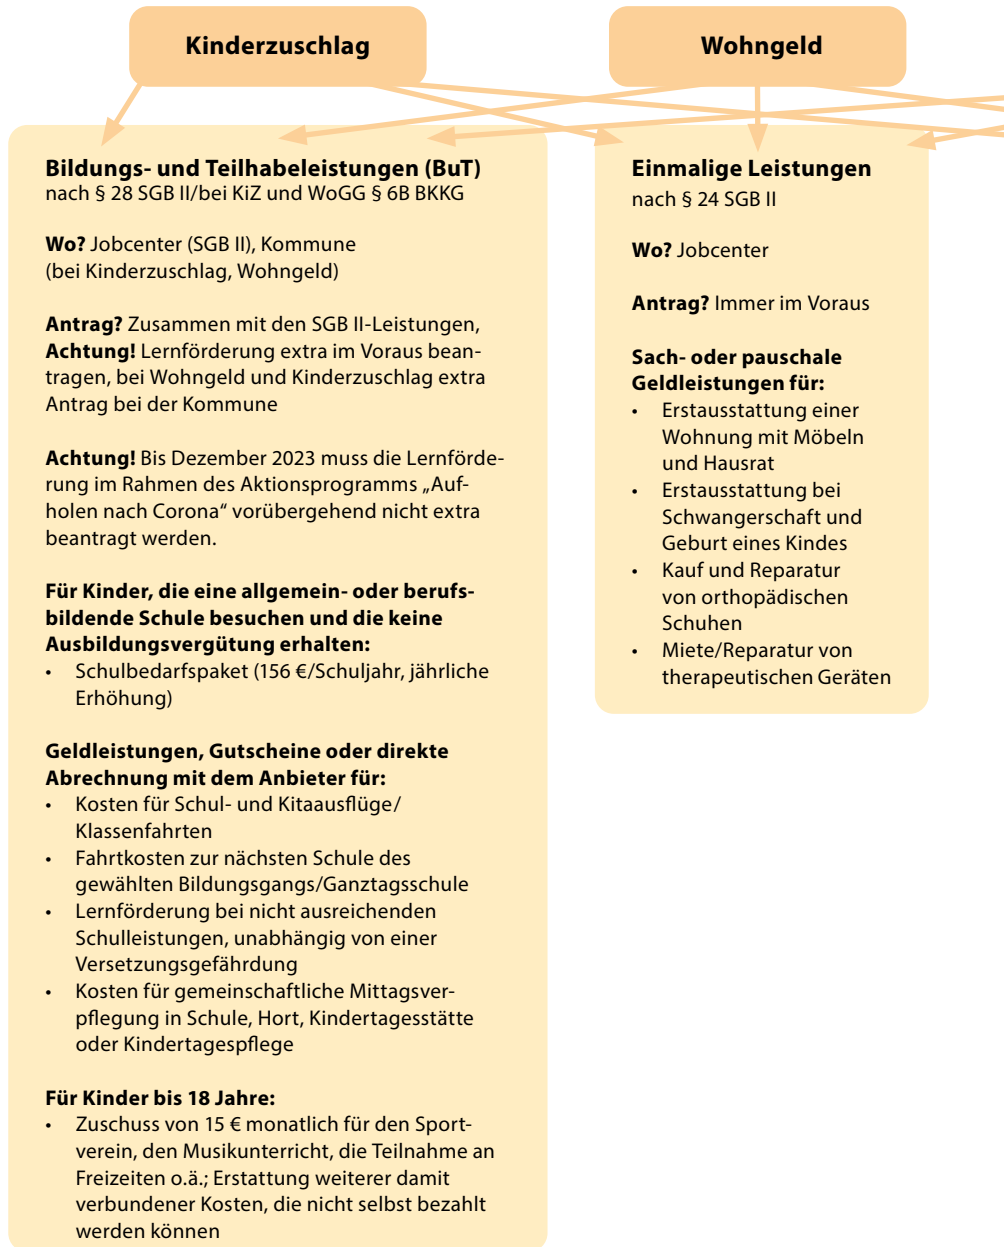 Kinderzuschlag
Wohngeld
Bildungs- und Teilhabeleistungen (BuT)
nach § 28 SGB II/bei KiZ und WoGG § 6B BKKG
Wo? Jobcenter (SGB II), Kommune
(bei Kinderzuschlag, Wohngeld)
Antrag? Zusammen mit den SGB II-Leistungen,
Achtung! Lernförderung extra im Voraus bean-
tragen, bei Wohngeld und Kinderzuschlag extra
Antrag bei der Kommune
Achtung! Bis Dezember 2023 muss die Lernförde-
rung im Rahmen des Aktionsprogramms „Auf-
holen nach Corona“ vorübergehend nicht extra
beantragt werden.
Für Kinder, die eine allgemein- oder berufs-
bildende Schule besuchen und die keine
Ausbildungsvergütung erhalten:
• Schulbedarfspaket (156 €/Schuljahr, jährliche
Erhöhung)
Geldleistungen, Gutscheine oder direkte
Abrechnung mit dem Anbieter für:
• Kosten für Schul- und Kitaausflüge/
Klassenfahrten
• Fahrtkosten zur nächsten Schule des
gewählten Bildungsgangs/Ganztagsschule
• Lernförderung bei nicht ausreichenden
Schulleistungen, unabhängig von einer
Versetzungsgefährdung
• Kosten für gemeinschaftliche Mittagsver-
pflegung in Schule, Hort, Kindertagesstätte
oder Kindertagespflege
Für Kinder bis 18 Jahre:
• Zuschuss von 15 € monatlich für den Sport-
verein, den Musikunterricht, die Teilnahme an
Freizeiten o.ä.; Erstattung weiterer damit
verbundener Kosten, die nicht selbst bezahlt
werden können
Einmalige Leistungen
nach § 24 SGB II
Wo? Jobcenter
Antrag? Immer im Voraus
Sach- oder pauschale
Geldleistungen für:
• Erstausstattung einer
Wohnung mit Möbeln
und Hausrat
• Erstausstattung bei
Schwangerschaft und
Geburt eines Kindes
• Kauf und Reparatur
von orthopädischen
Schuhen
• Miete/Reparatur von
therapeutischen Geräten